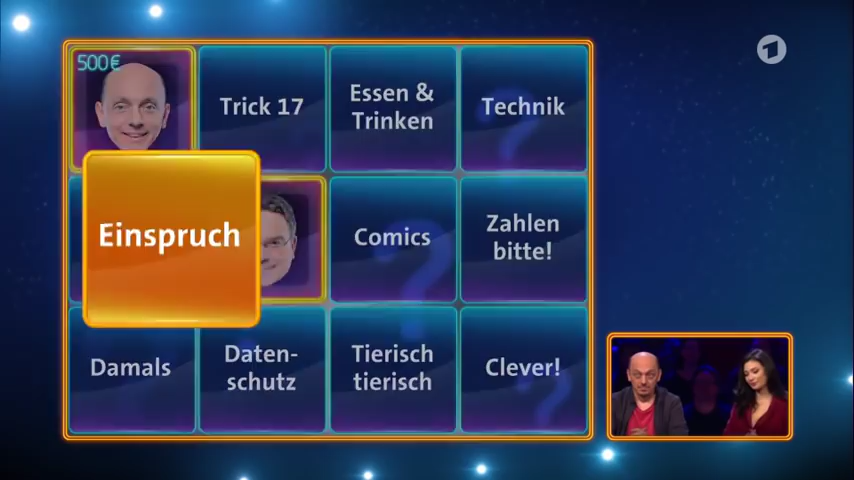 500€
Trick 17
Essen &
Trinken
Technik
Einspruch
Comics
Zahlen
bitte!
Damals
Daten-
schutz
Tierisch
tierisch
Clever!
1